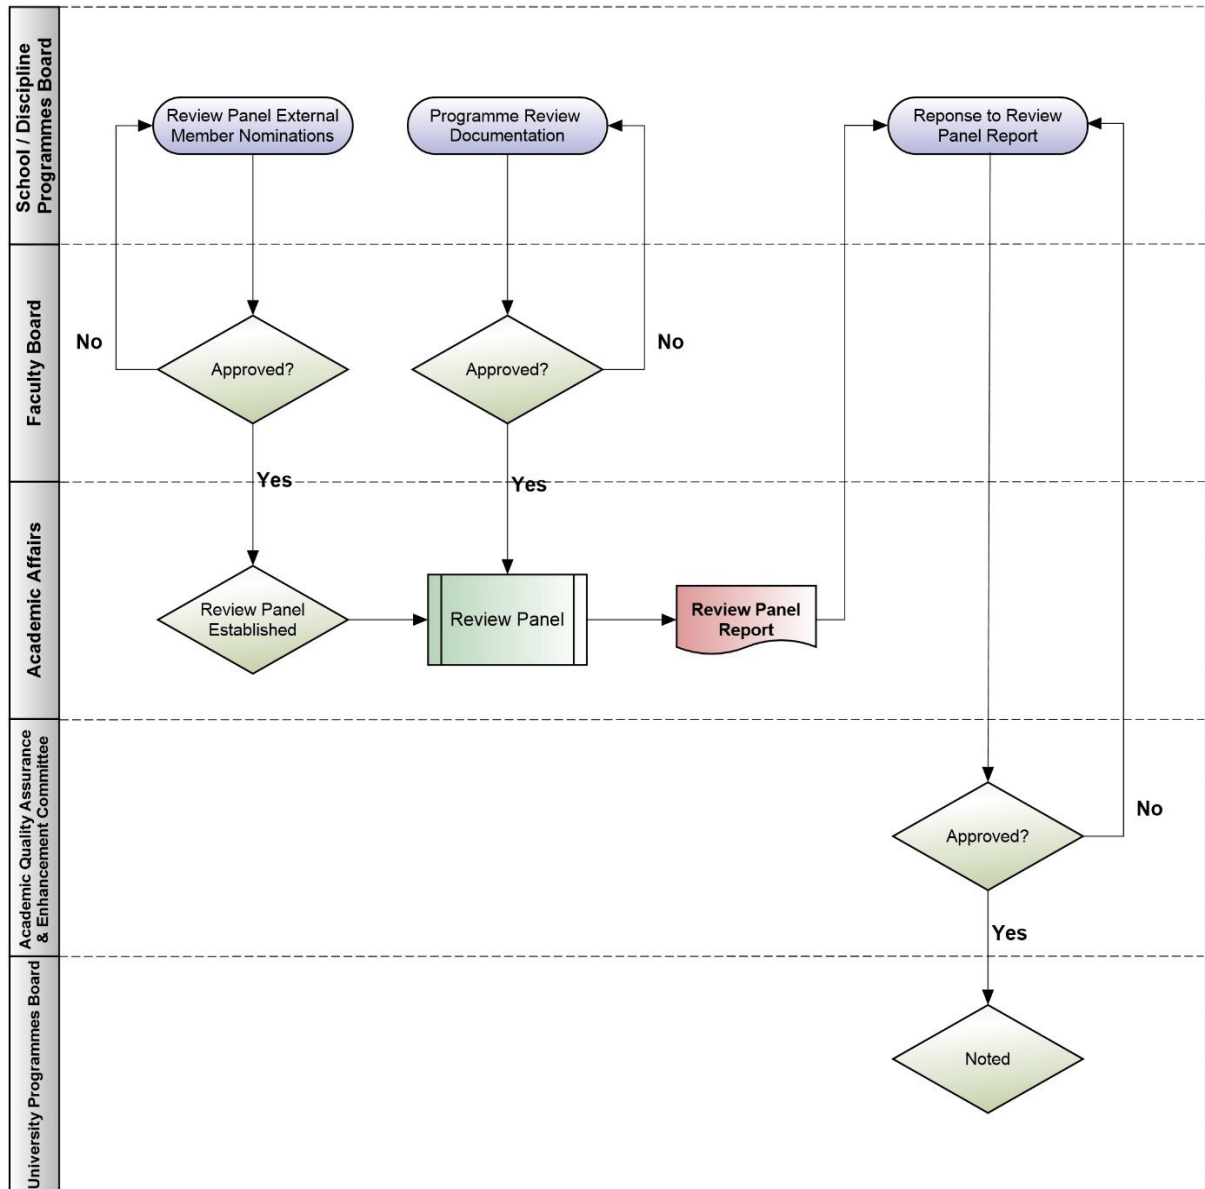 School / Discipline
Programmes Board
Review Panel External
Member Nominations
Programme Review
Documentation
Reponse to Review
Panel Report
Faculty Board
No
Approved?
Approved?
No
Yes
Yes
Academic Affairs
Review Panel
Established
Review Panel
Review Panel
Report
Academic Quality Assurance
& Enhancement Committee
Approved?
No
Yes
University Programmes Board
Noted